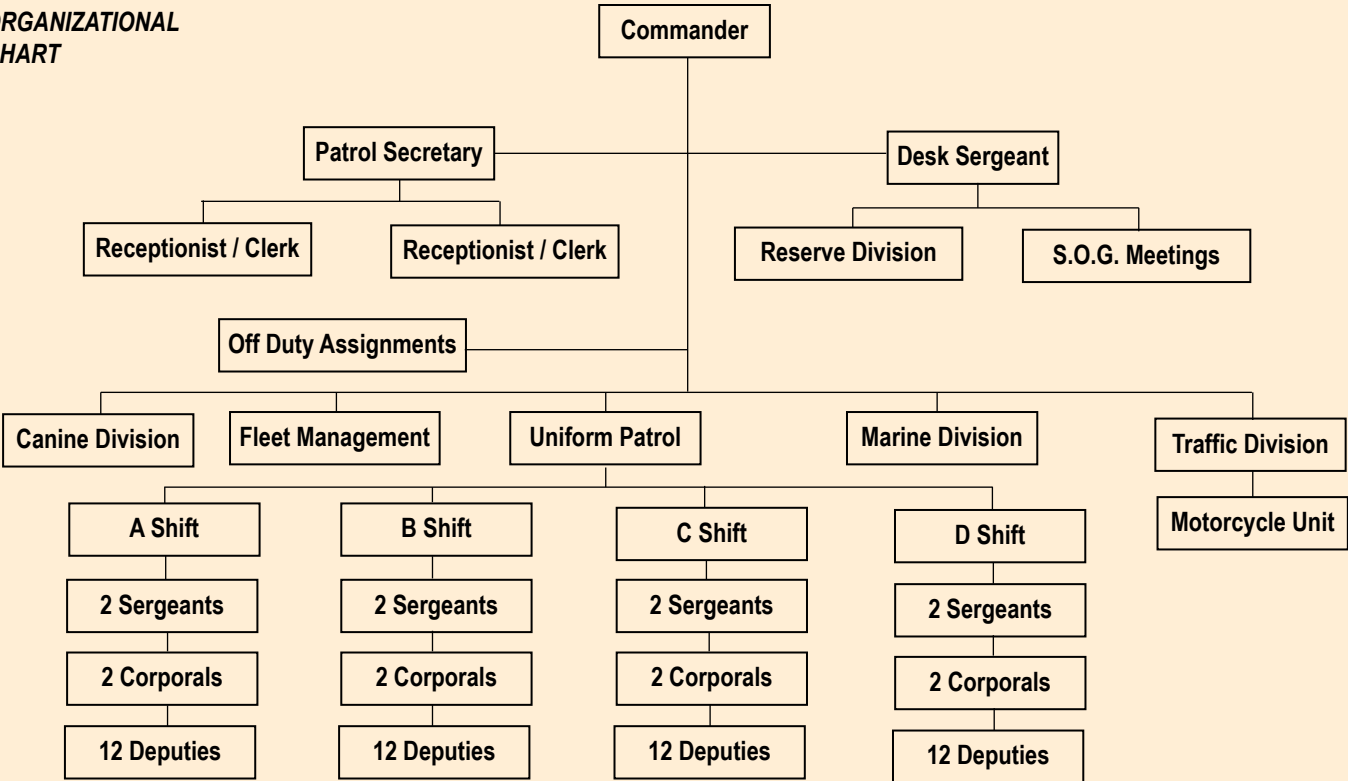 RGANIZATIONAL
HART
Commander
Patrol Secretary
Desk Sergeant
Receptionist / Clerk
Receptionist / Clerk
Reserve Division
S.O.G. Meetings
Off Duty Assignments
Canine Division
Fleet Management
Uniform Patrol
Marine Division
Traffic Division
Motorcycle Unit
A Shift
B Shift
C Shift
D Shift
2 Sergeants
2 Sergeants
2 Sergeants
2 Sergeants
2 Corporals
2 Corporals
2 Corporals
2 Corporals
12 Deputies
12 Deputies
12 Deputies
12 Deputies